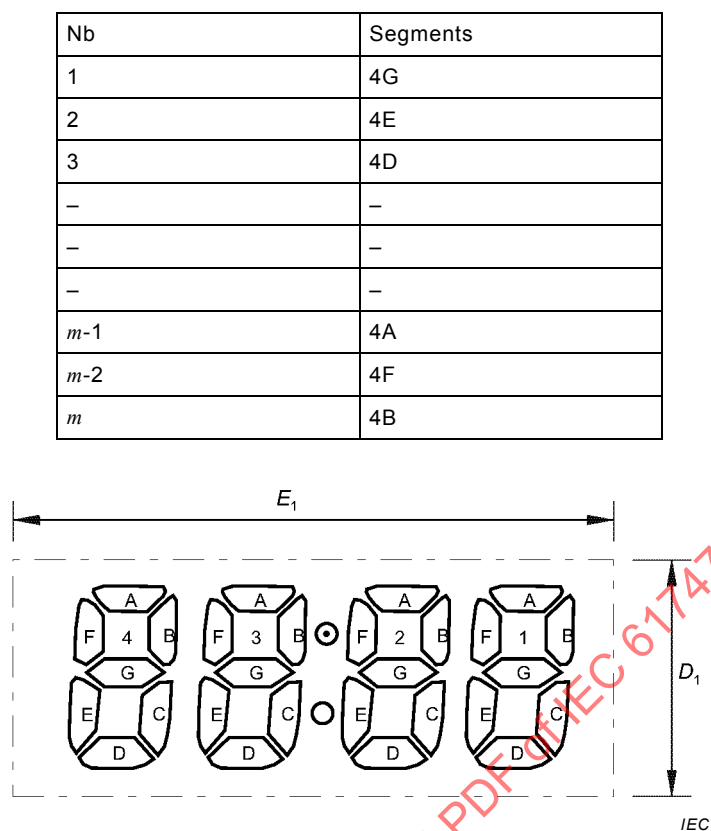 Nb Segments
1 4G
2 4E
3 4D
– –
– –
– –
m-1 4A
m-2 4F
m 4B
E1
A A A A
F 4 B F 3 B F 2 B F 1 B
G G G G
D1
E C E C E C E C
D D D D
PDF of IEC 61747
IEC